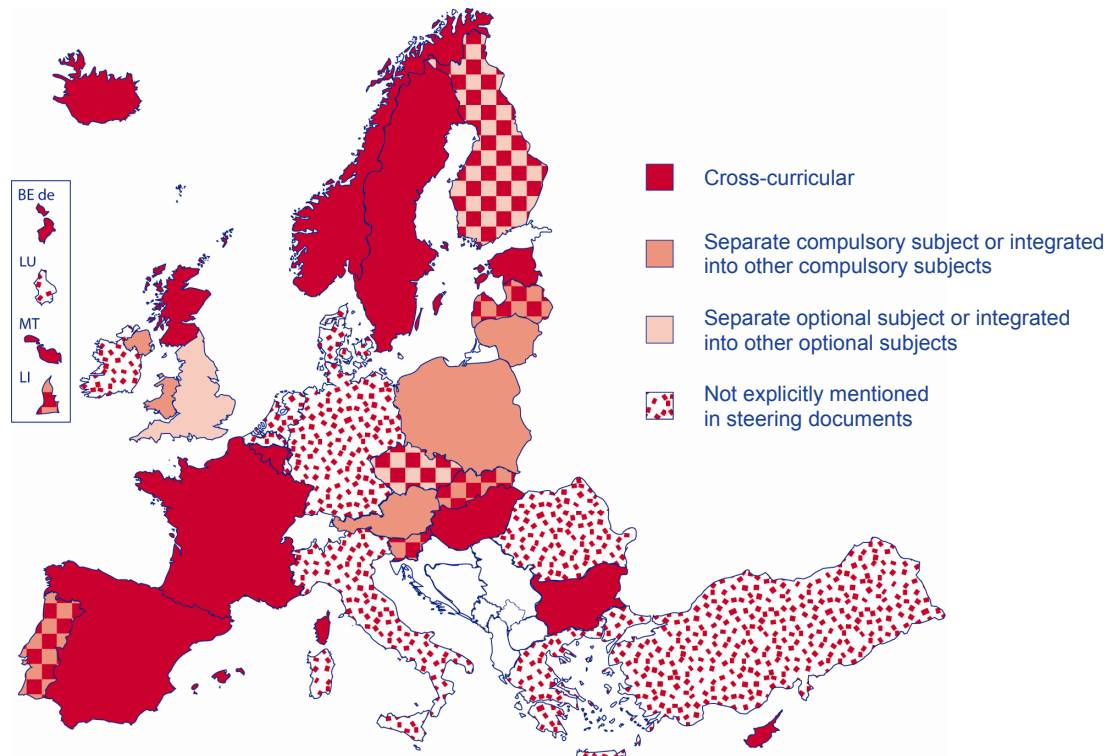 BE de
LU
MT
LI
Cross-curricular
Separate compulsory subject or integrated
into other compulsory subjects
Separate optional subject or integrated
into other optional subjects
Not explicitly mentioned
in steering documents